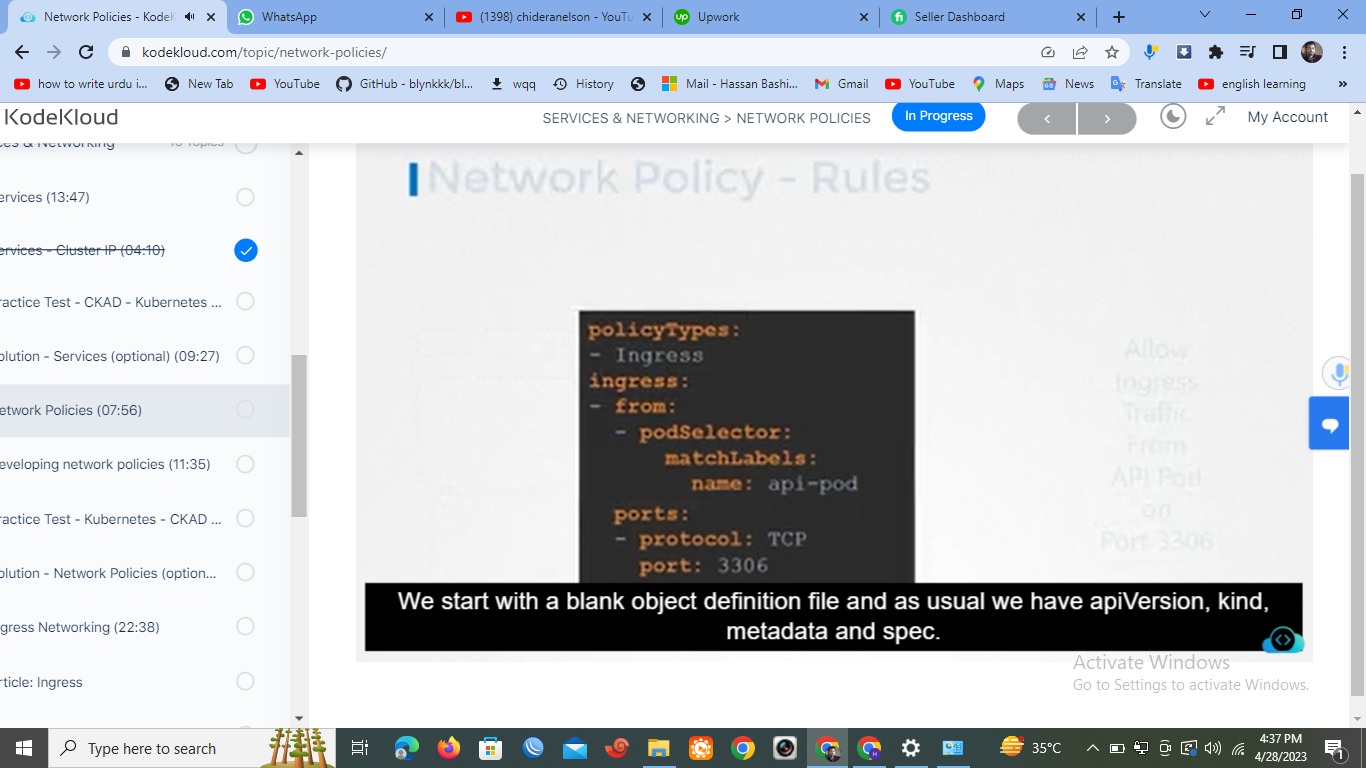 Network Policies - Kodek
WhatsApp
(1398) chideranelson - YouTu
Upwork
Seller Dashboard
kodekloud.com/topic/network-policies/
how to write urdu i...
New Tab
YouTube
GitHub - blynkkk/bl...
wqq
History
Mail - Hassan Bashi...
Gmail
YouTube
Maps
News
Translate
english learning
»
KodeKloud
SERVICES & NETWORKING > NETWORK POLICIES
In Progress
My Account
ces & Networking
10 Topics
ervices (13:47)
ervices - Cluster IP (04:10)
ractice Test - CKAD - Kubernetes ...
olution - Services (optional) (09:27)
etwork Policies (07:56)
eveloping network policies (11:35)
ractice Test - Kubernetes - CKAD ...
olution - Network Policies (option...
gress Networking (22:38)
rticle: Ingress
Network Policy - Rules
policyTypes:
- Ingress
ingress:
- from:
- podSelector:
matchLabels:
name: api-pod
ports:
- protocol: TCP
port: 3306
Allow
Ingress
Traffic
From
API Pod
on
Port 3306
We start with a blank object definition file and as usual we have apiVersion, kind,
metadata and spec.
Activate Windows
Go to Settings to activate Windows.
Type here to search
35°C
4:37 PM
4/28/2023
1